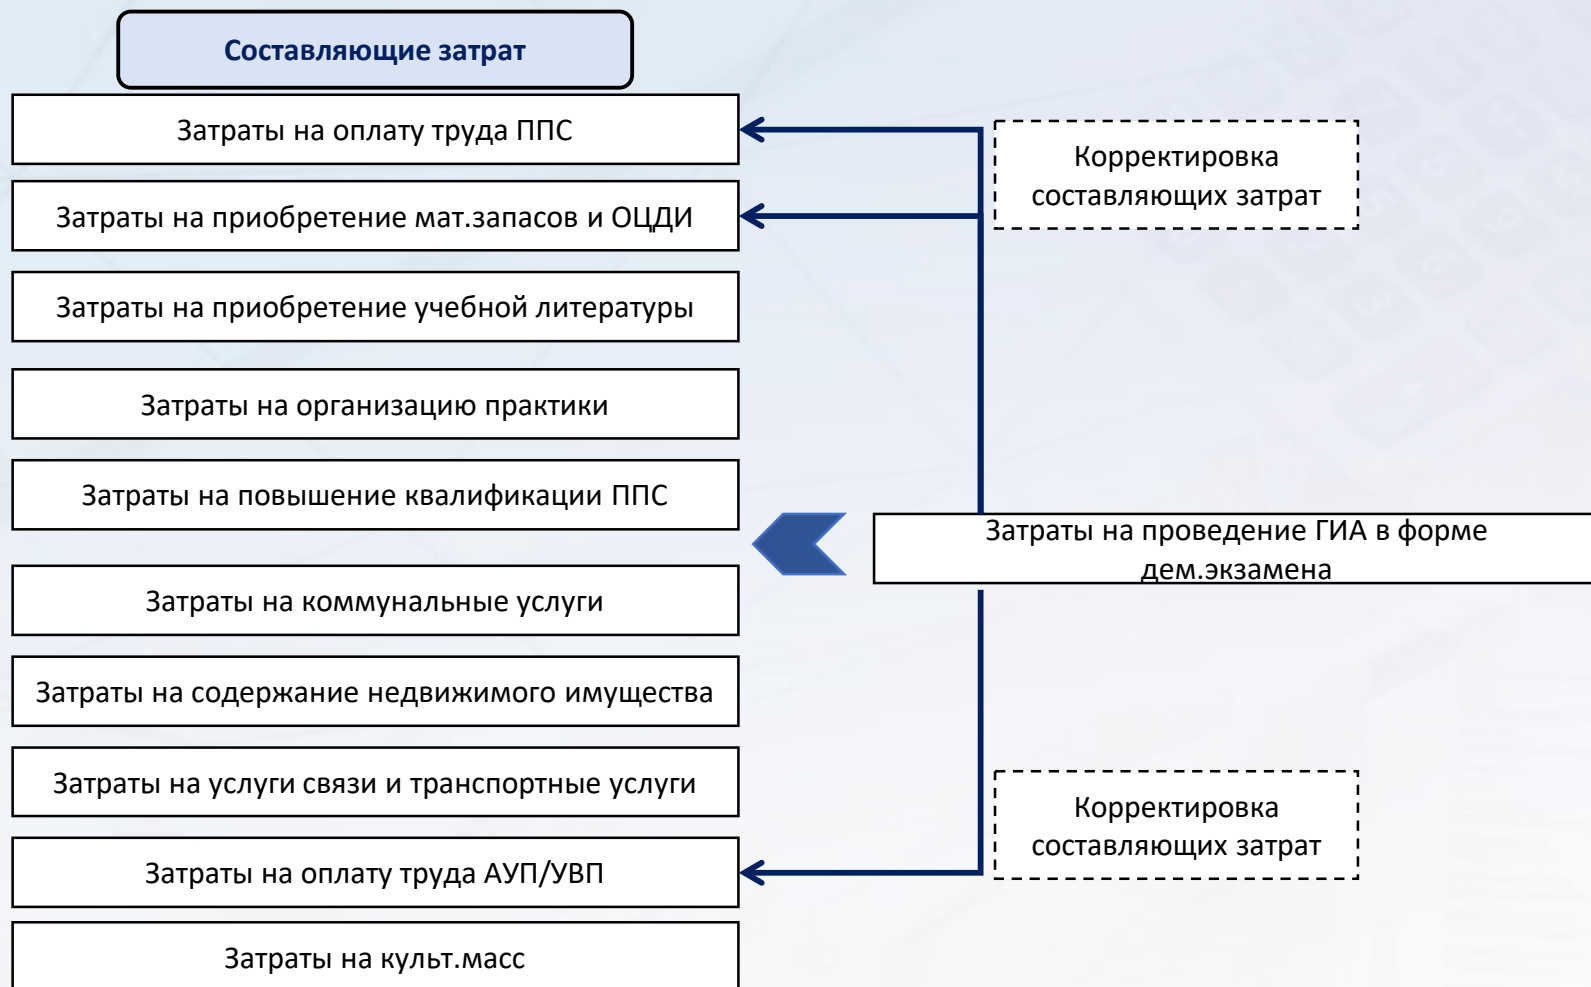 Составляющие затрат
Затраты на оплату труда ППС
Затраты на приобретение мат.запасов и ОЦДИ
Затраты на приобретение учебной литературы
Затраты на организацию практики
Затраты на повышение квалификации ППС
Затраты на коммунальные услуги
Затраты на содержание недвижимого имущества
Затраты на услуги связи и транспортные услуги
Затраты на оплату труда АУП/УВП
Затраты на культ.масс
Корректировка
составляющих затрат
Затраты на проведение ГИА в форме
дем.экзамена
Корректировка
составляющих затрат